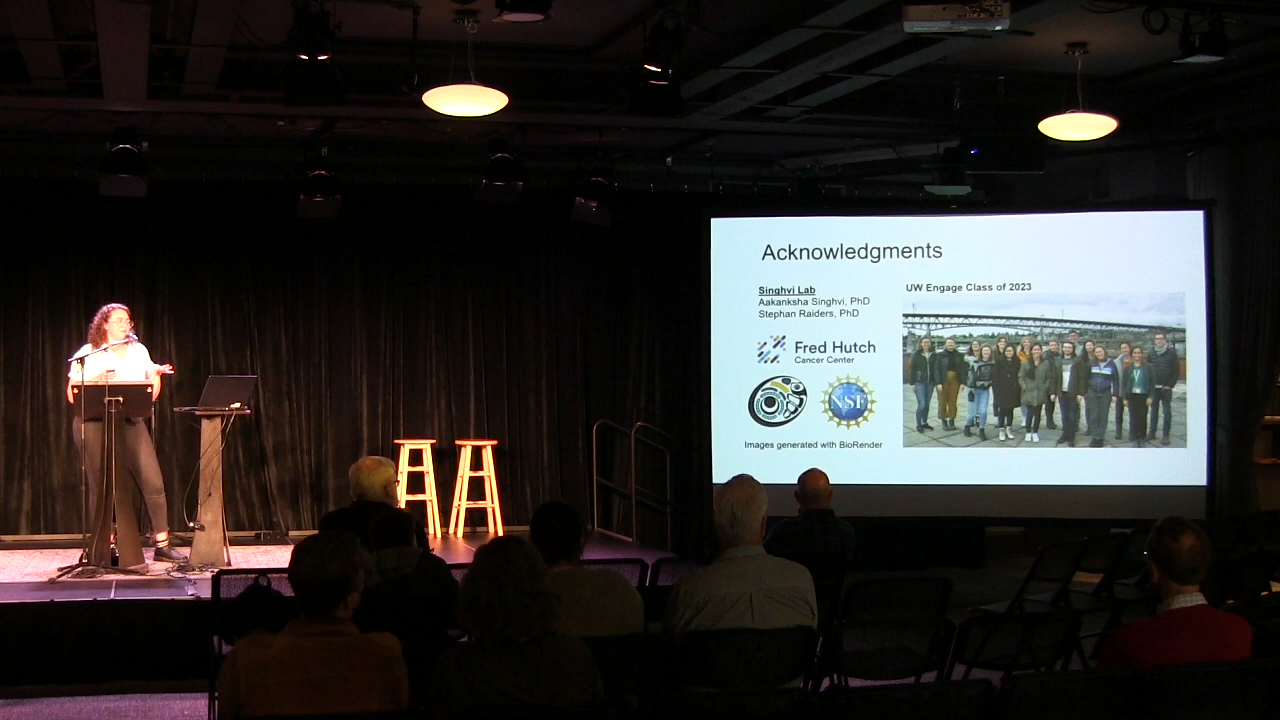 Acknowledgments
Singhvi Lab
Aakanksha Singhvi, PhD
Stephan Raiders, PhD
Fred Hutch
Cancer Center
NSF
Images generated with BioRender
UW Engage Class of 2023